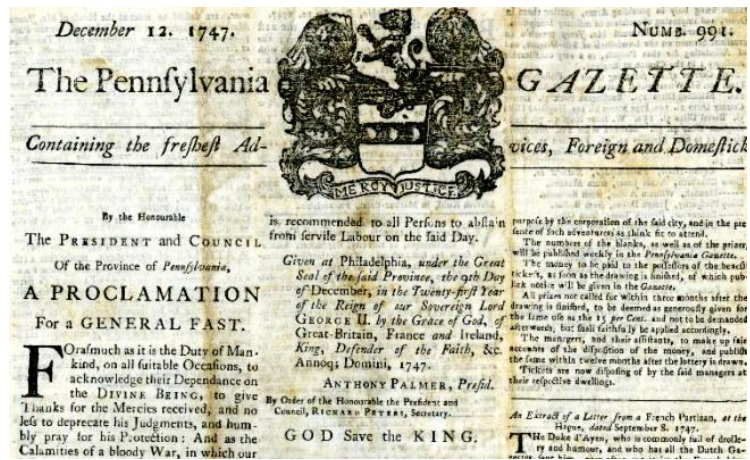 December 12. 1747.
NUMB. 991.
The Pennſylvania
GAZETTE.
Containing the freſheſt Ad-
vices, Foreign and Domeſtick
MERCY JUSTICE
By the Honourable
The PRESIDENT and COUNCIL
Of the Province of Pennſylvania,
A PROCLAMATION
For a GENERAL FAST.
FOraſmuch as it is the Duty of Man-
kind, on all ſuitable Occaſions, to
acknowledge their Dependance on
the DIVINE BEING, to give
Thanks for the Mercies received, and no
leſs to deprecate his Judgments, and hum-
bly pray for his Protection: And as the
Calamities of a bloody War, in which our
is recommended to all Perſons to abſtain
from ſervile Labour on the ſaid Day.
Given at Philadelphia, under the Great
Seal of the ſaid Province, the 9th Day
of December, in the Twenty-firſt Year
of the Reign of our Sovereign Lord
GEORGE II. by the Grace of God, of
Great-Britain, France and Ireland,
King, Defender of the Faith, &c.
Annoq; Domini, 1747.
ANTHONY PALMER, Preſid.
By Order of the Honourable the Preſident and
Council, RICHARD PETERS, Secretary.
GOD Save the KING.
purpoſe by the corporation of the ſaid city, and in the pre
ſence of ſuch adventurers as think fit to attend.
The numbers of the blanks, as well as of the prizes,
will be publiſhed weekly in the Pennſylvania Gazette.
The money to be paid to the poſſeſſors of the benefit
tickets, as ſoon as the drawing is finiſhed, of which pub-
lick notice will be given in the Gazette.
All prizes not called for within three months after the
drawing is finiſhed, to be deemed as generouſly given for
the ſame uſe as the 15 per Cent. and not to be demanded
afterwards, but ſhall faithfully be applied accordingly.
The managers, and their aſſiſtants, to make up fair
accounts of the diſpoſition of the money, and publiſh
the ſame within twelve months after the lottery is drawn.
Tickets are now diſpoſing of by the ſaid managers at
their reſpective dwellings.
An Extract of a Letter from a French Partizan, at the
Hague, dated September 8. 1747.
THe Duke d'Ayen, who is commonly full of drolle-
ry and humour, and who has all the Dutch Ga-